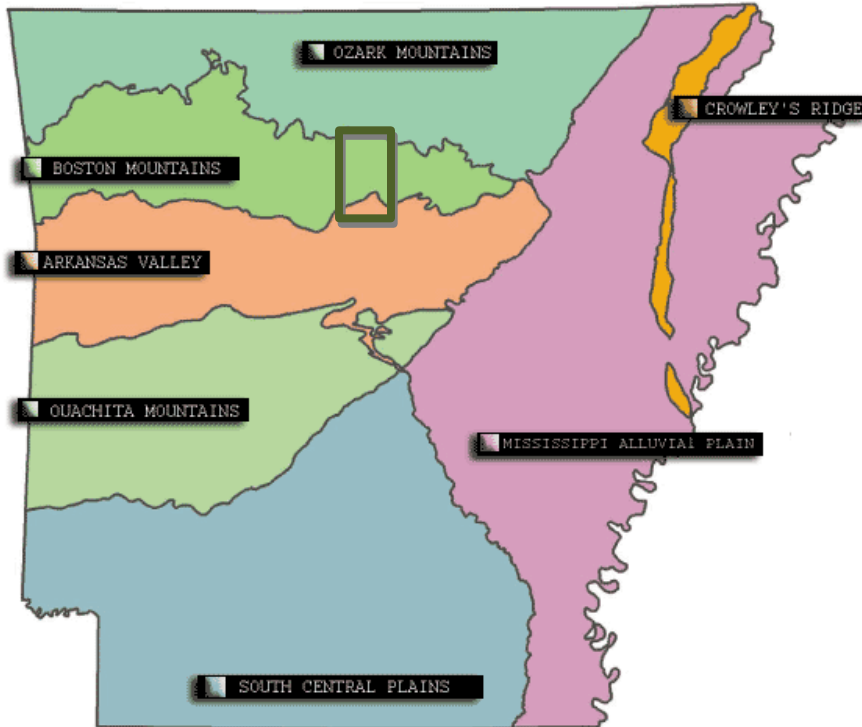 OZARK MOUNTAINS
CROWLEY'S RIDGE
BOSTON MOUNTAINS
ARKANSAS VALLEY
OUACHITA MOUNTAINS
MISSISSIPPI ALLUVIAl PLAIN
SOUTH CENTRAL PLAINS